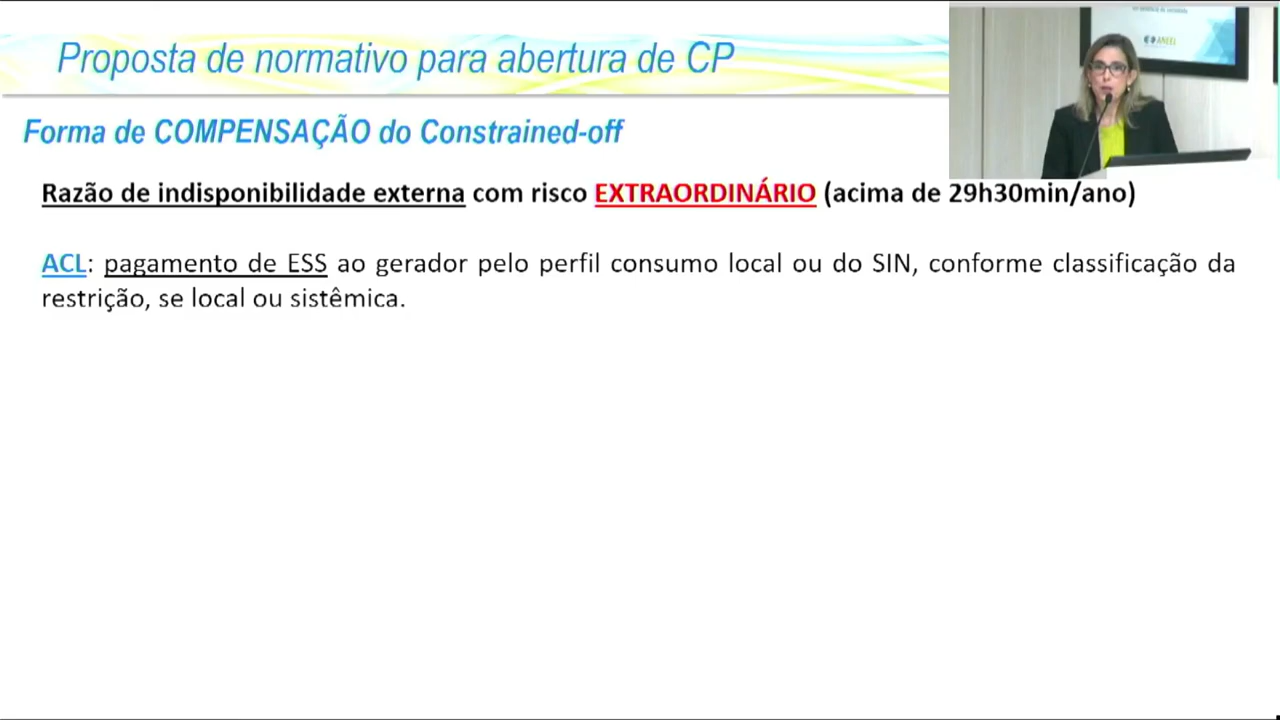 Proposta de normativo para abertura de CP
ANEEL
Forma de COMPENSAÇÃO do Constrained-off
Razão de indisponibilidade externa com risco EXTRAORDINÁRIO (acima de 29h30min/ano)
ACL: pagamento de ESS ao gerador pelo perfil consumo local ou do SIN, conforme classificação da
restrição, se local ou sistêmica.